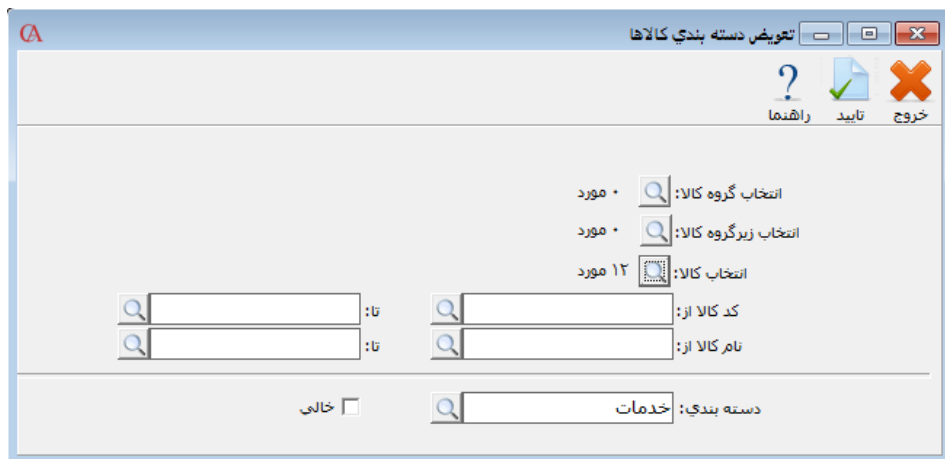 تعويض دسته بندي كالاها
CA
خروج تاييد راهنما
انتخاب گروه كالا: ۰ مورد
انتخاب زيرگروه كالا: ۰ مورد
انتخاب كالا: ۱۲ مورد
كد كالا از: تا:
نام كالا از: تا:
دسته بندي: خدمات خالي